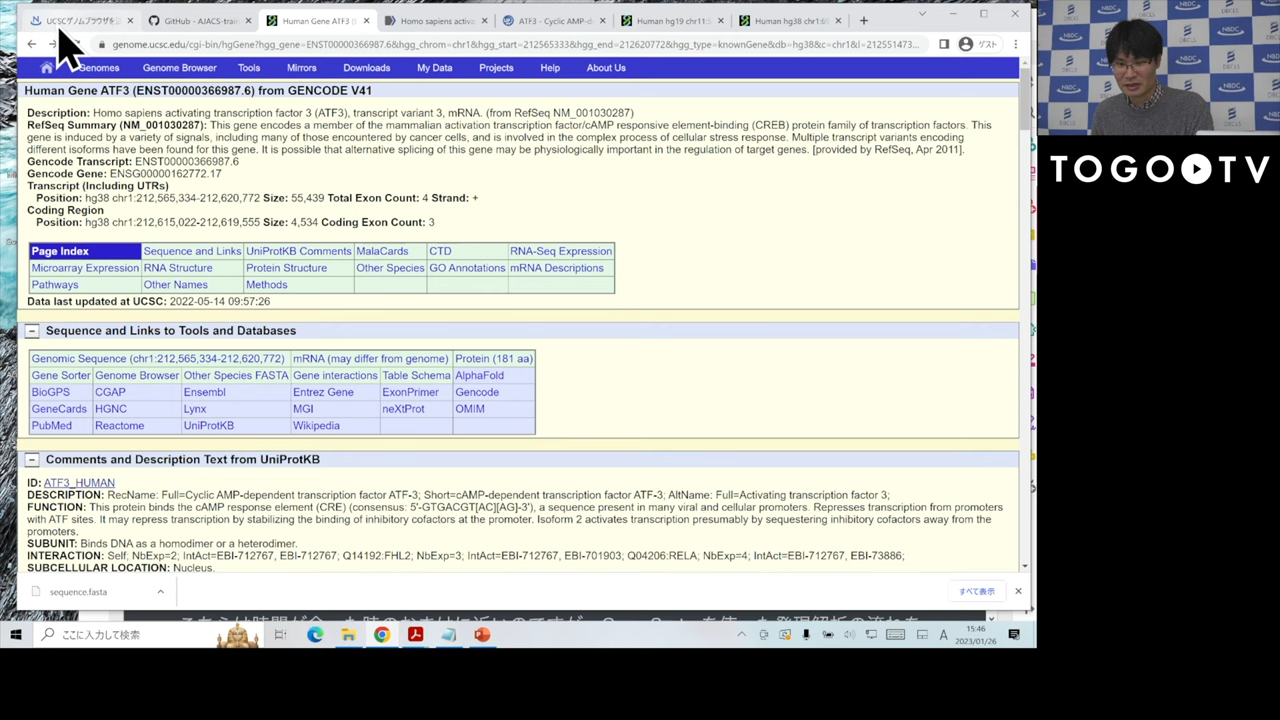 UCSCゲノムブラウザを
GitHub - AJACS-train
Human Gene ATF3 (
Homo sapiens activa
ATF3 - Cyclic AMP-d
Human hg19 chr11:5
Human hg38 chr1:6
genome.ucsc.edu/cgi-bin/hgGene?hgg_gene=ENST00000366987.6&hgg_chrom=chr1&hgg_start=212565333&hgg_end=212620772&hgg_type=knownGene&db=hg38&c=chr1&l=212551473...
ゲスト
Genomes Genome Browser Tools Mirrors Downloads My Data Projects Help About Us
Human Gene ATF3 (ENST00000366987.6) from GENCODE V41
Description: Homo sapiens activating transcription factor 3 (ATF3), transcript variant 3, mRNA. (from RefSeq NM_001030287)
RefSeq Summary (NM_001030287): This gene encodes a member of the mammalian activation transcription factor/cAMP responsive element-binding (CREB) protein family of transcription factors. This
gene is induced by a variety of signals, including many of those encountered by cancer cells, and is involved in the complex process of cellular stress response. Multiple transcript variants encoding
different isoforms have been found for this gene. It is possible that alternative splicing of this gene may be physiologically important in the regulation of target genes. [provided by RefSeq, Apr 2011].
Gencode Transcript: ENST00000366987.6
Gencode Gene: ENSG00000162772.17
Transcript (Including UTRs)
Position: hg38 chr1:212,565,334-212,620,772 Size: 55,439 Total Exon Count: 4 Strand: +
Coding Region
Position: hg38 chr1:212,615,022-212,619,555 Size: 4,534 Coding Exon Count: 3
Page Index Sequence and Links UniProtKB Comments MalaCards CTD RNA-Seq Expression
Microarray Expression RNA Structure Protein Structure Other Species GO Annotations mRNA Descriptions
Pathways Other Names Methods
Data last updated at UCSC: 2022-05-14 09:57:26
Sequence and Links to Tools and Databases
Genomic Sequence (chr1:212,565,334-212,620,772) mRNA (may differ from genome) Protein (181 aa)
Gene Sorter Genome Browser Other Species FASTA Gene interactions Table Schema AlphaFold
BioGPS CGAP Ensembl Entrez Gene ExonPrimer Gencode
GeneCards HGNC Lynx MGI neXtProt OMIM
PubMed Reactome UniProtKB Wikipedia
Comments and Description Text from UniProtKB
ID: ATF3_HUMAN
DESCRIPTION: RecName: Full=Cyclic AMP-dependent transcription factor ATF-3; Short=cAMP-dependent transcription factor ATF-3; AltName: Full=Activating transcription factor 3;
FUNCTION: This protein binds the cAMP response element (CRE) (consensus: 5'-GTGACGT[AC][AG]-3'), a sequence present in many viral and cellular promoters. Represses transcription from promoters
with ATF sites. It may repress transcription by stabilizing the binding of inhibitory cofactors at the promoter. Isoform 2 activates transcription presumably by sequestering inhibitory cofactors away from the
promoters.
SUBUNIT: Binds DNA as a homodimer or a heterodimer.
INTERACTION: Self; NbExp=2; IntAct=EBI-712767, EBI-712767; Q14192:FHL2; NbExp=3; IntAct=EBI-712767, EBI-701903; Q04206:RELA; NbExp=4; IntAct=EBI-712767, EBI-73886;
SUBCELLULAR LOCATION: Nucleus.
sequence.fasta
すべて表示
ここに入力して検索
A
15:46
2023/01/26
DBCLS
TOGO TV